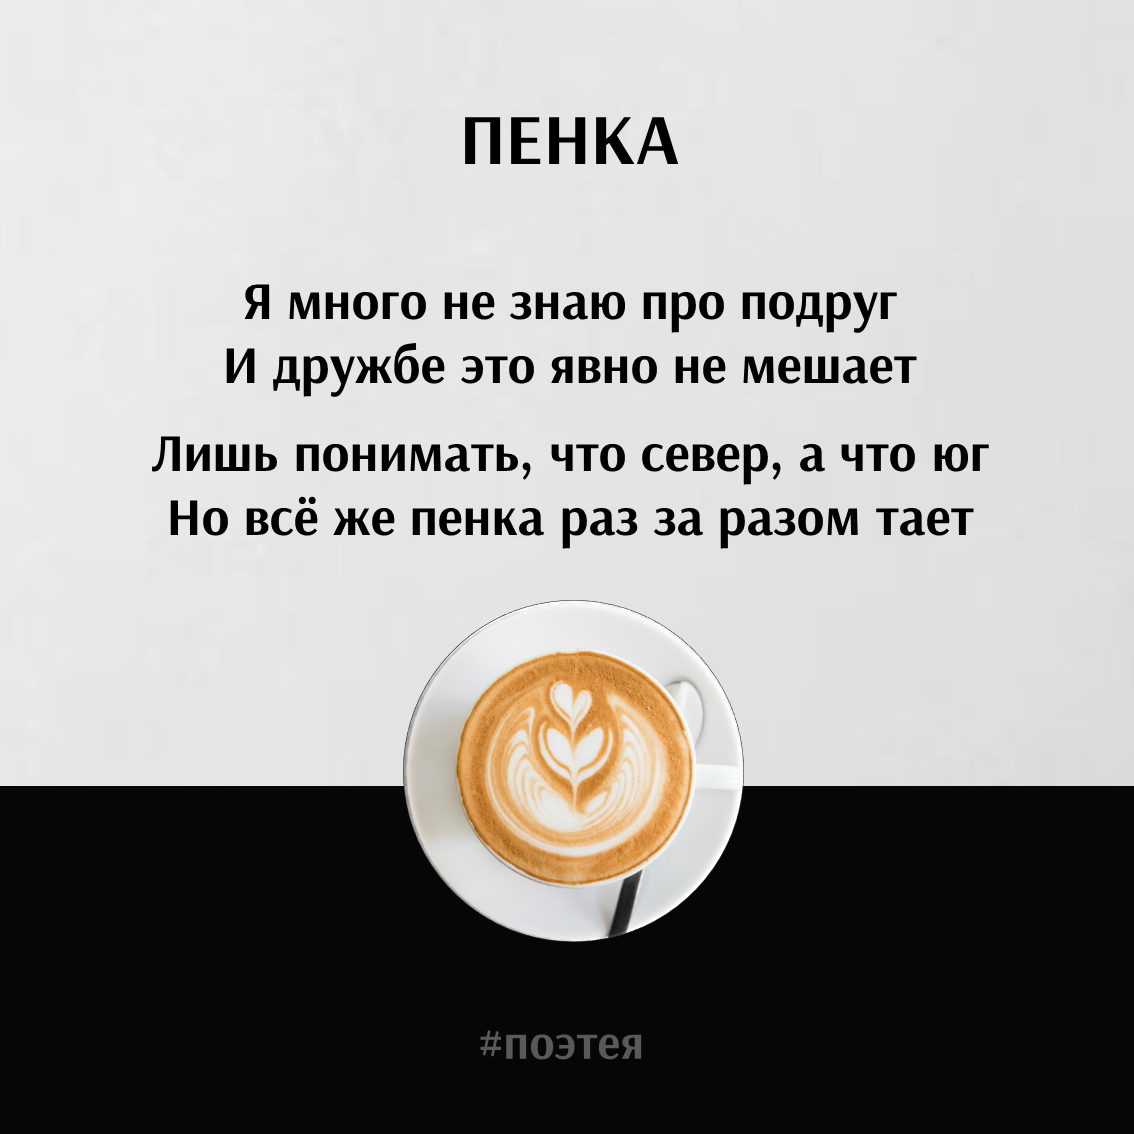 ПЕНКА
Я много не знаю про подруг
И дружбе это явно не мешает
Лишь понимать, что север, а что юг
Но всё же пенка раз за разом тает
#поэтея